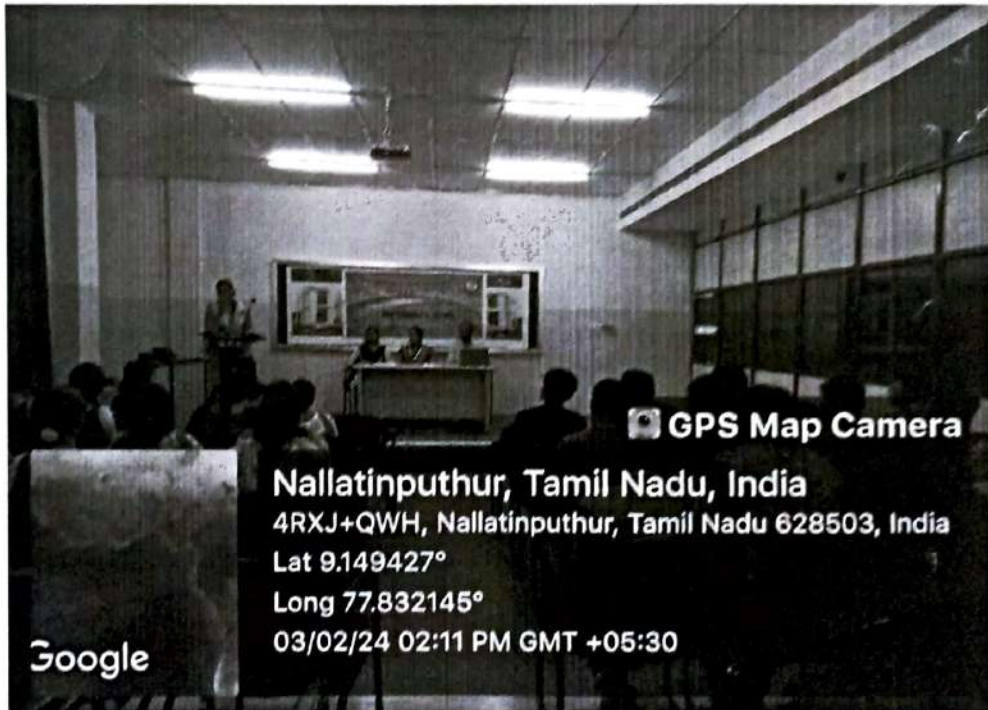 GPS Map Camera
Nallatinputhur, Tamil Nadu, India
4RXJ+QWH, Nallatinputhur, Tamil Nadu 628503, India
Lat 9.149427°
Long 77.832145°
03/02/24 02:11 PM GMT +05:30
Google